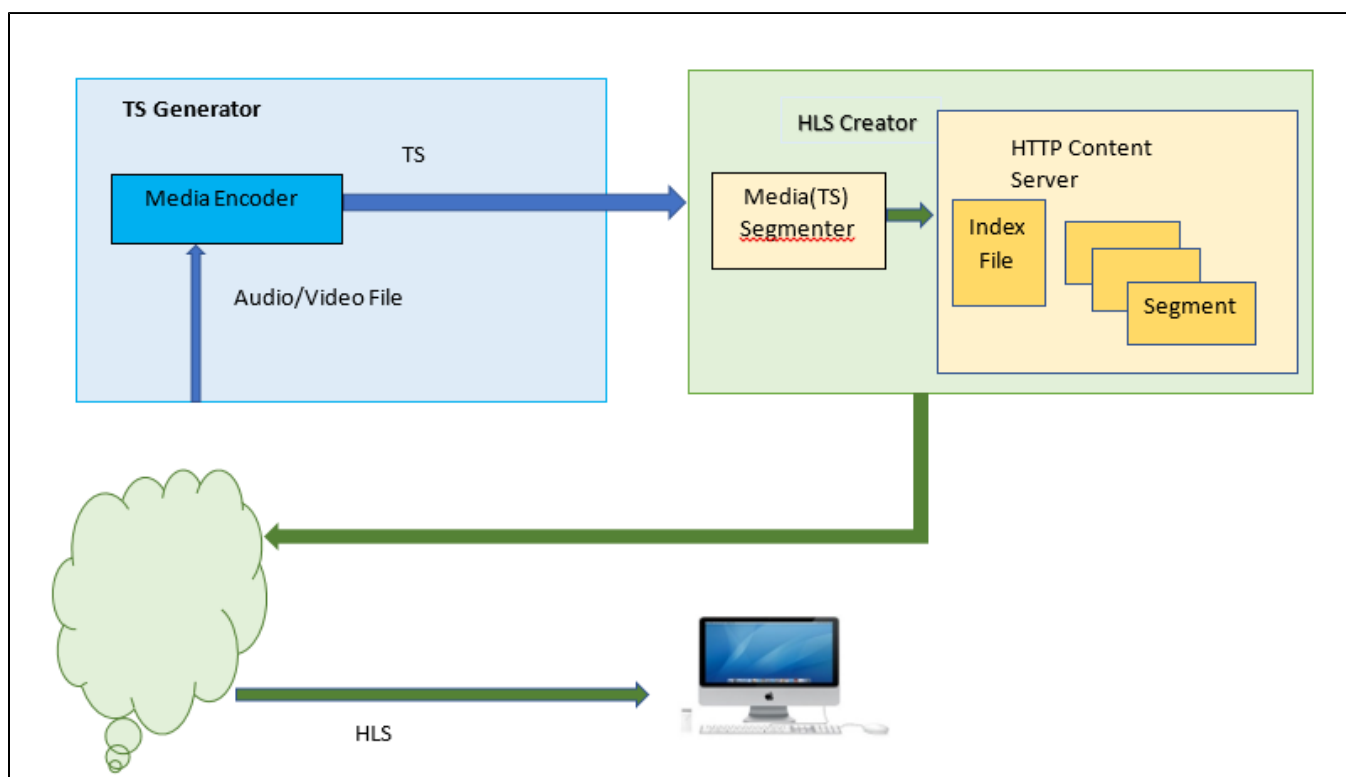 TS Generator
TS
Media Encoder
Audio/Video File
HLS Creator
Media(TS)
Segmenter
HTTP Content
Server
Index
File
Segment
HLS